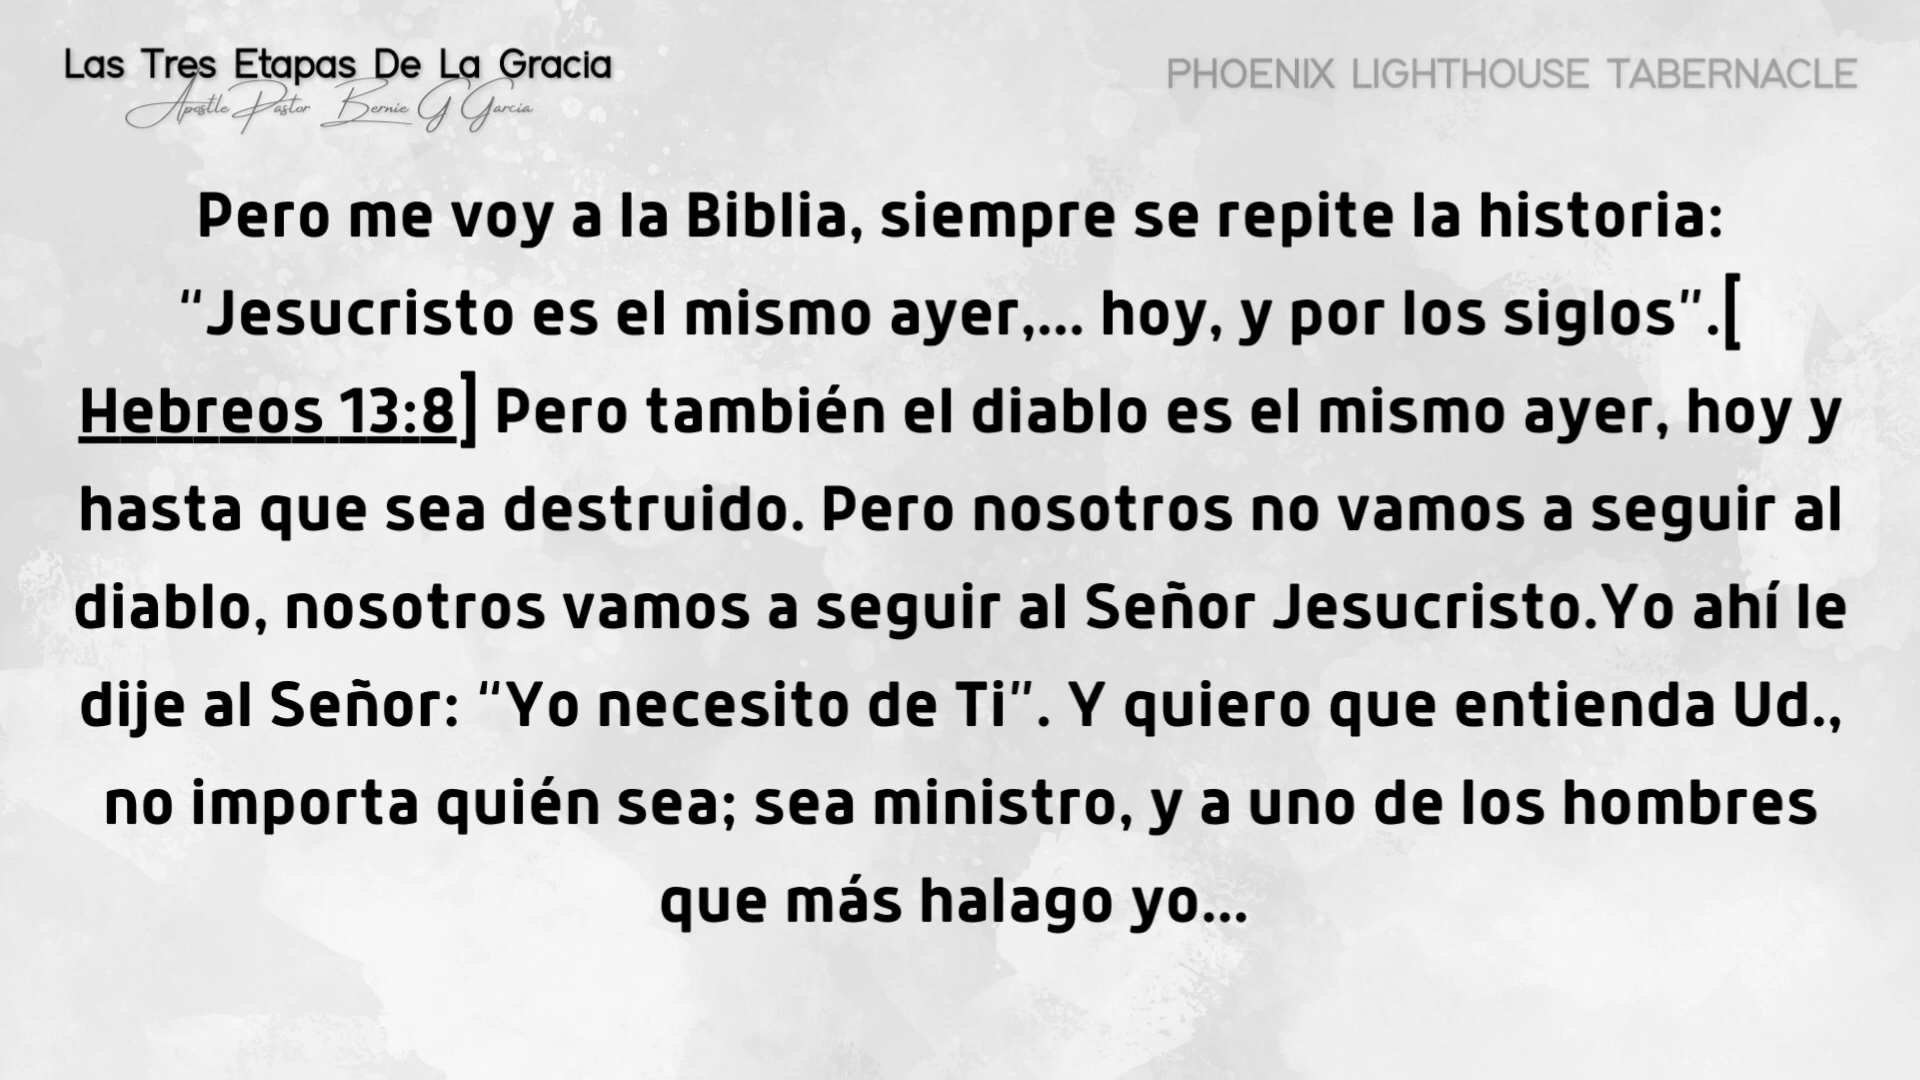 Las Tres Etapas De La Gracia
Apostle Pastor Bernie G Garcia
PHOENIX LIGHTHOUSE TABERNACLE
Pero me voy a la Biblia, siempre se repite la historia:
“Jesucristo es el mismo ayer,... hoy, y por los siglos”.[
Hebreos 13:8] Pero también el diablo es el mismo ayer, hoy y
hasta que sea destruido. Pero nosotros no vamos a seguir al
diablo, nosotros vamos a seguir al Señor Jesucristo.Yo ahí le
dije al Señor: “Yo necesito de Ti”. Y quiero que entienda Ud.,
no importa quién sea; sea ministro, y a uno de los hombres
que más halago yo...